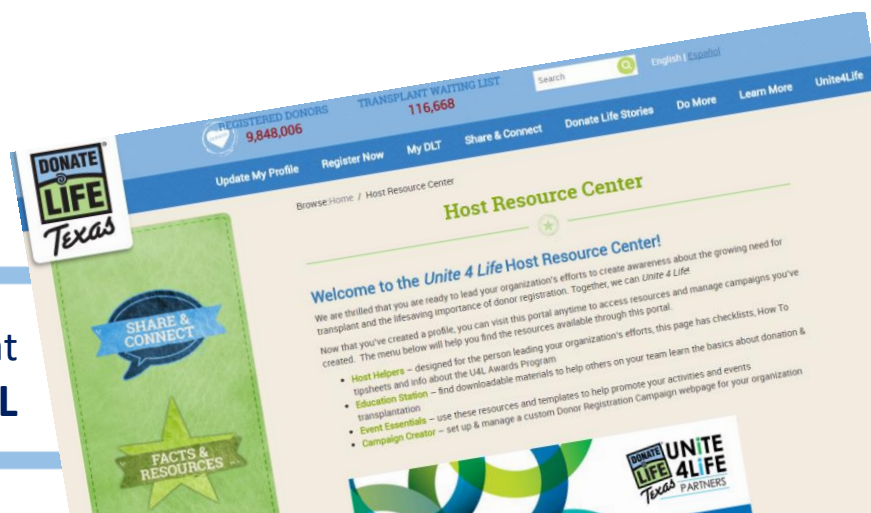 REGISTERED DONORS
9,848,006
TRANSPLANT WAITING LIST
116,668
Search
English | Español
DONATE
LIFE
Texas
Update My Profile
Register Now
My DLT
Share & Connect
Donate Life Stories
Do More
Learn More
Unite4Life
Browse:Home / Host Resource Center
Host Resource Center
SHARE &
CONNECT
FACTS &
RESOURCES
Welcome to the Unite 4 Life Host Resource Center!
We are thrilled that you are ready to lead your organization's efforts to create awareness about the growing need for
transplant and the lifesaving importance of donor registration. Together, we can Unite 4 Life!
Now that you've created a profile, you can visit this portal anytime to access resources and manage campaigns you've
created. The menu below will help you find the resources available through this portal.
• Host Helpers – designed for the person leading your organization's efforts, this page has checklists, How To
tipsheets and info about the U4L Awards Program
• Education Station – find downloadable materials to help others on your team learn the basics about donation &
transplantation
• Event Essentials – use these resources and templates to help promote your activities and events
• Campaign Creator – set up & manage a custom Donor Registration Campaign webpage for your organization
DONATE
LIFE
Texas
UNiTE
4LiFE
PARTNERS